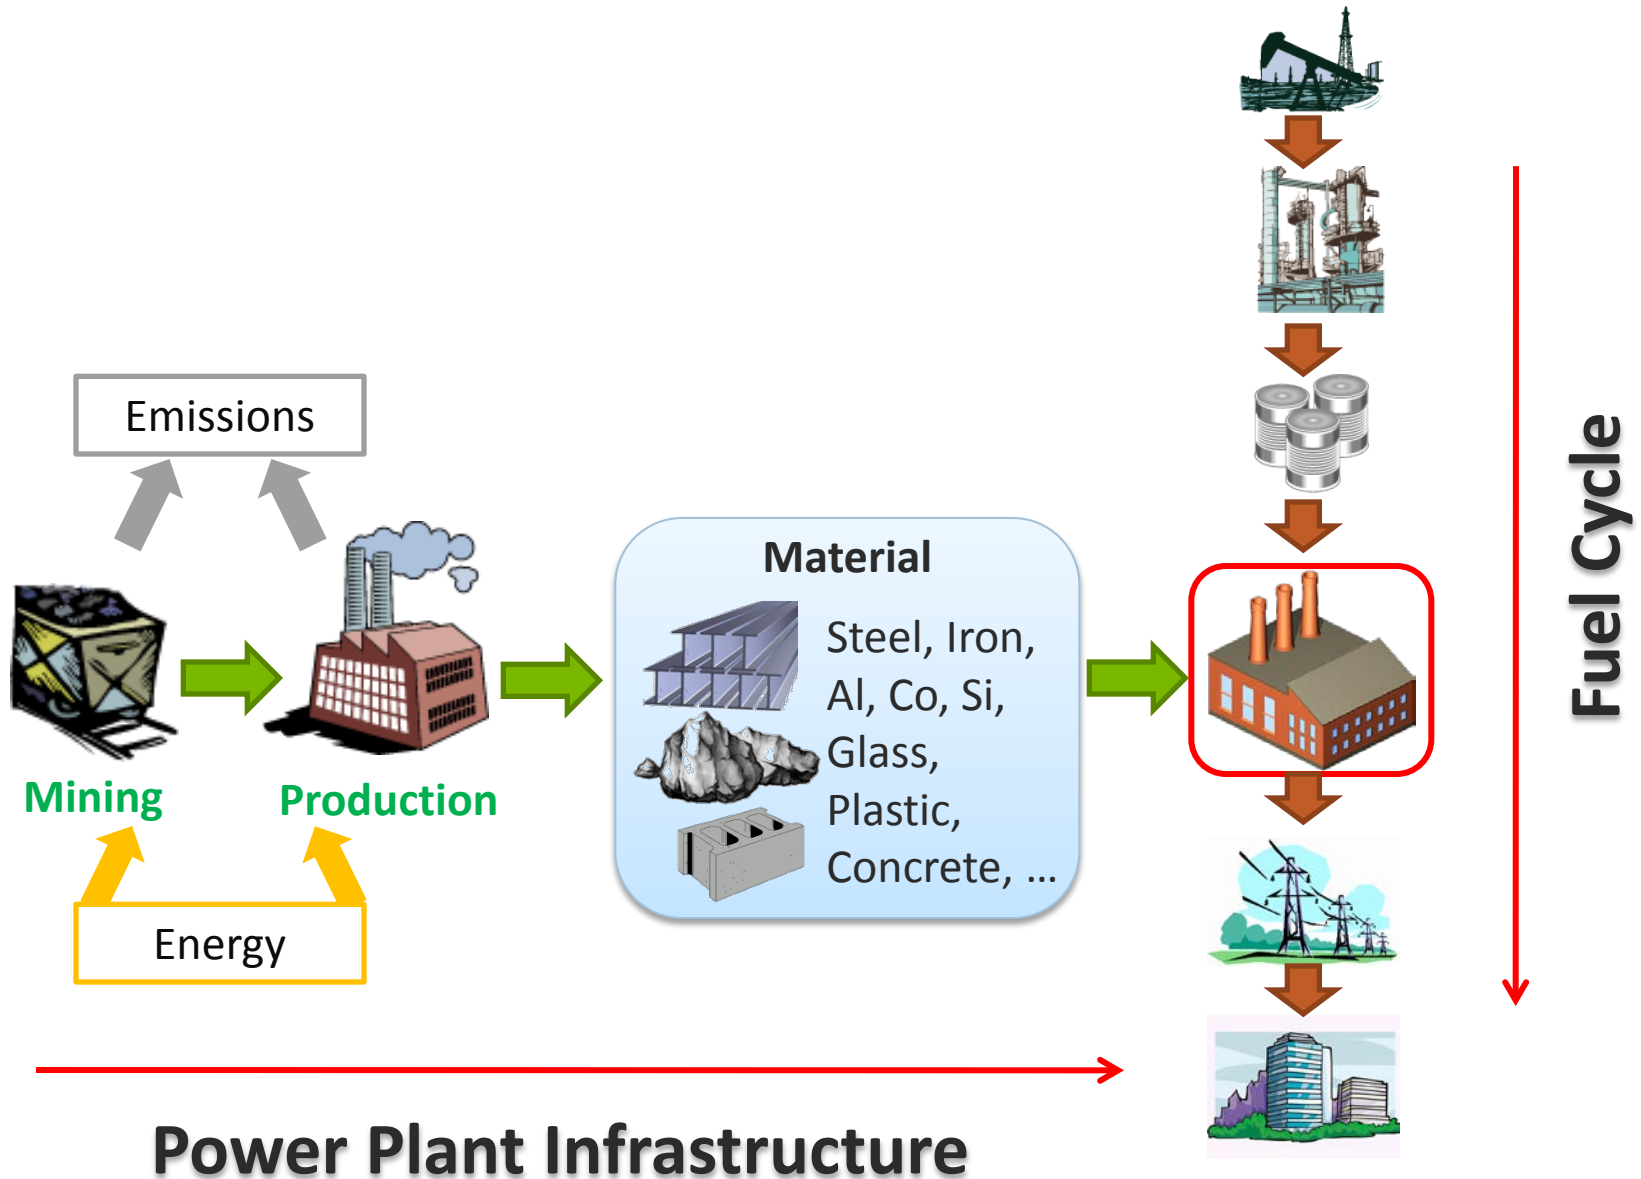 Emissions
Mining
Production
Energy
Material
Steel, Iron,
Al, Co, Si,
Glass,
Plastic,
Concrete, ...
Fuel Cycle
Power Plant Infrastructure